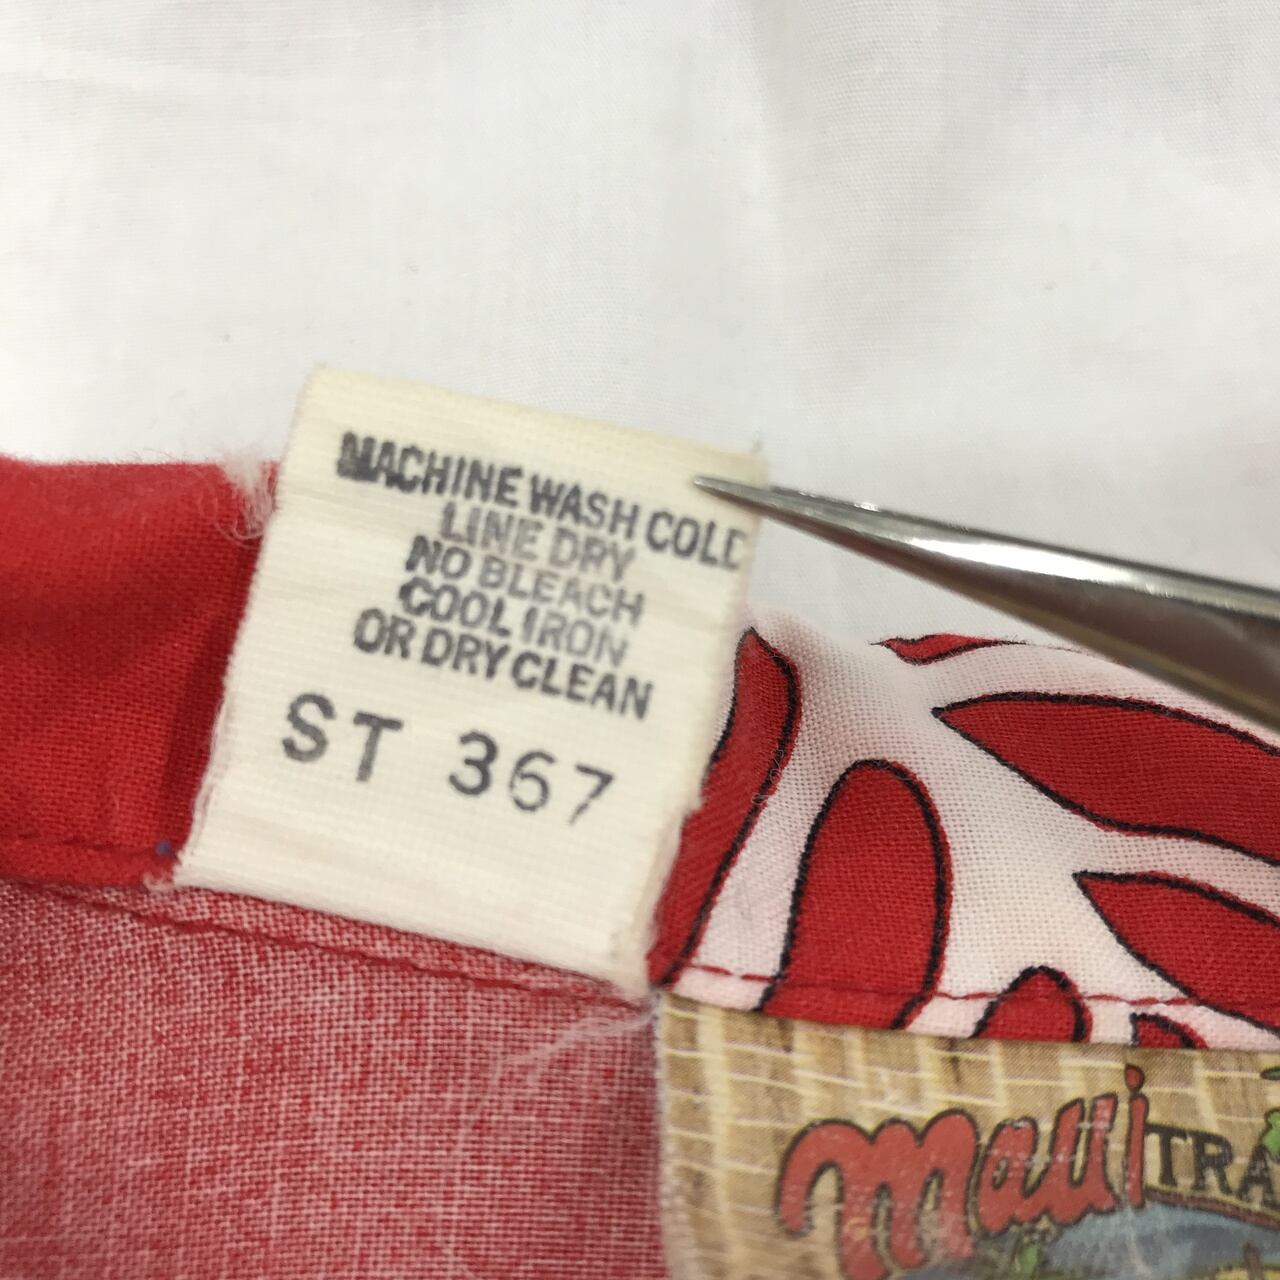 MACHINE WASH COLD
LINE DRY
NO BLEACH
COOL IRON
OR DRY CLEAN
ST 367
Maui